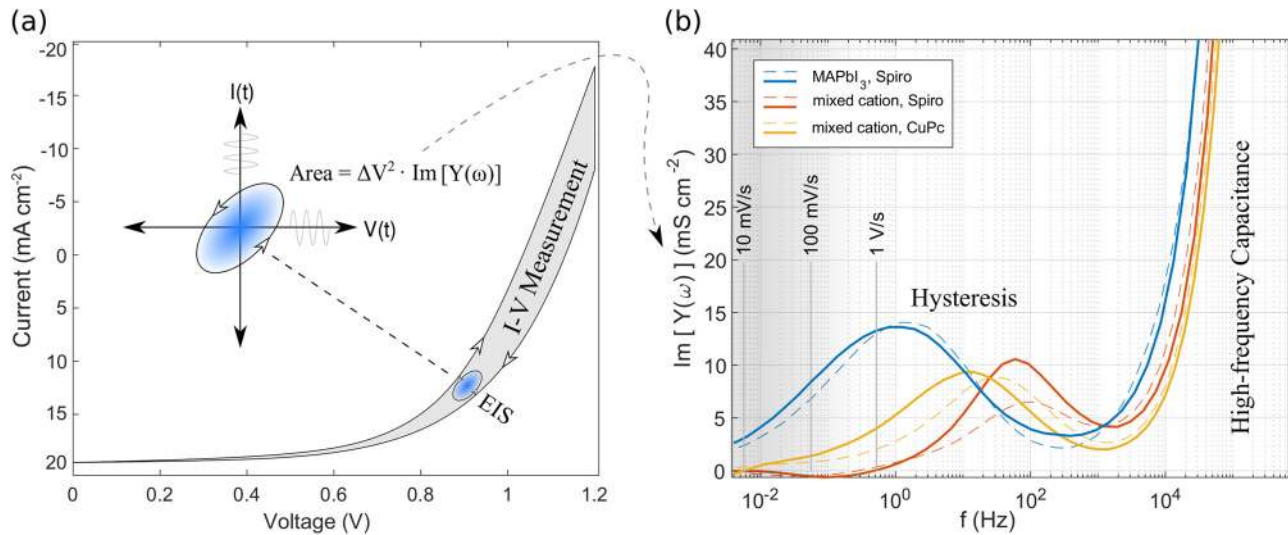 (a)
-20
-15
-10
-5
0
5
10
15
20
Current (mA cm-2)
0
0.2
0.4
0.6
0.8
1
1.2
Voltage (V)
I(t)
V(t)
Area = ΔV² · Im [Y(ω)]
I-V Measurement
EIS
(b)
40
35
30
25
20
15
10
5
0
Im [ Y(ω) ] (mS cm-2)
MAPbI3, Spiro
mixed cation, Spiro
mixed cation, CuPc
10 mV/s
100 mV/s
1 V/s
Hysteresis
High-frequency Capacitance
10-2
100
102
104
f (Hz)